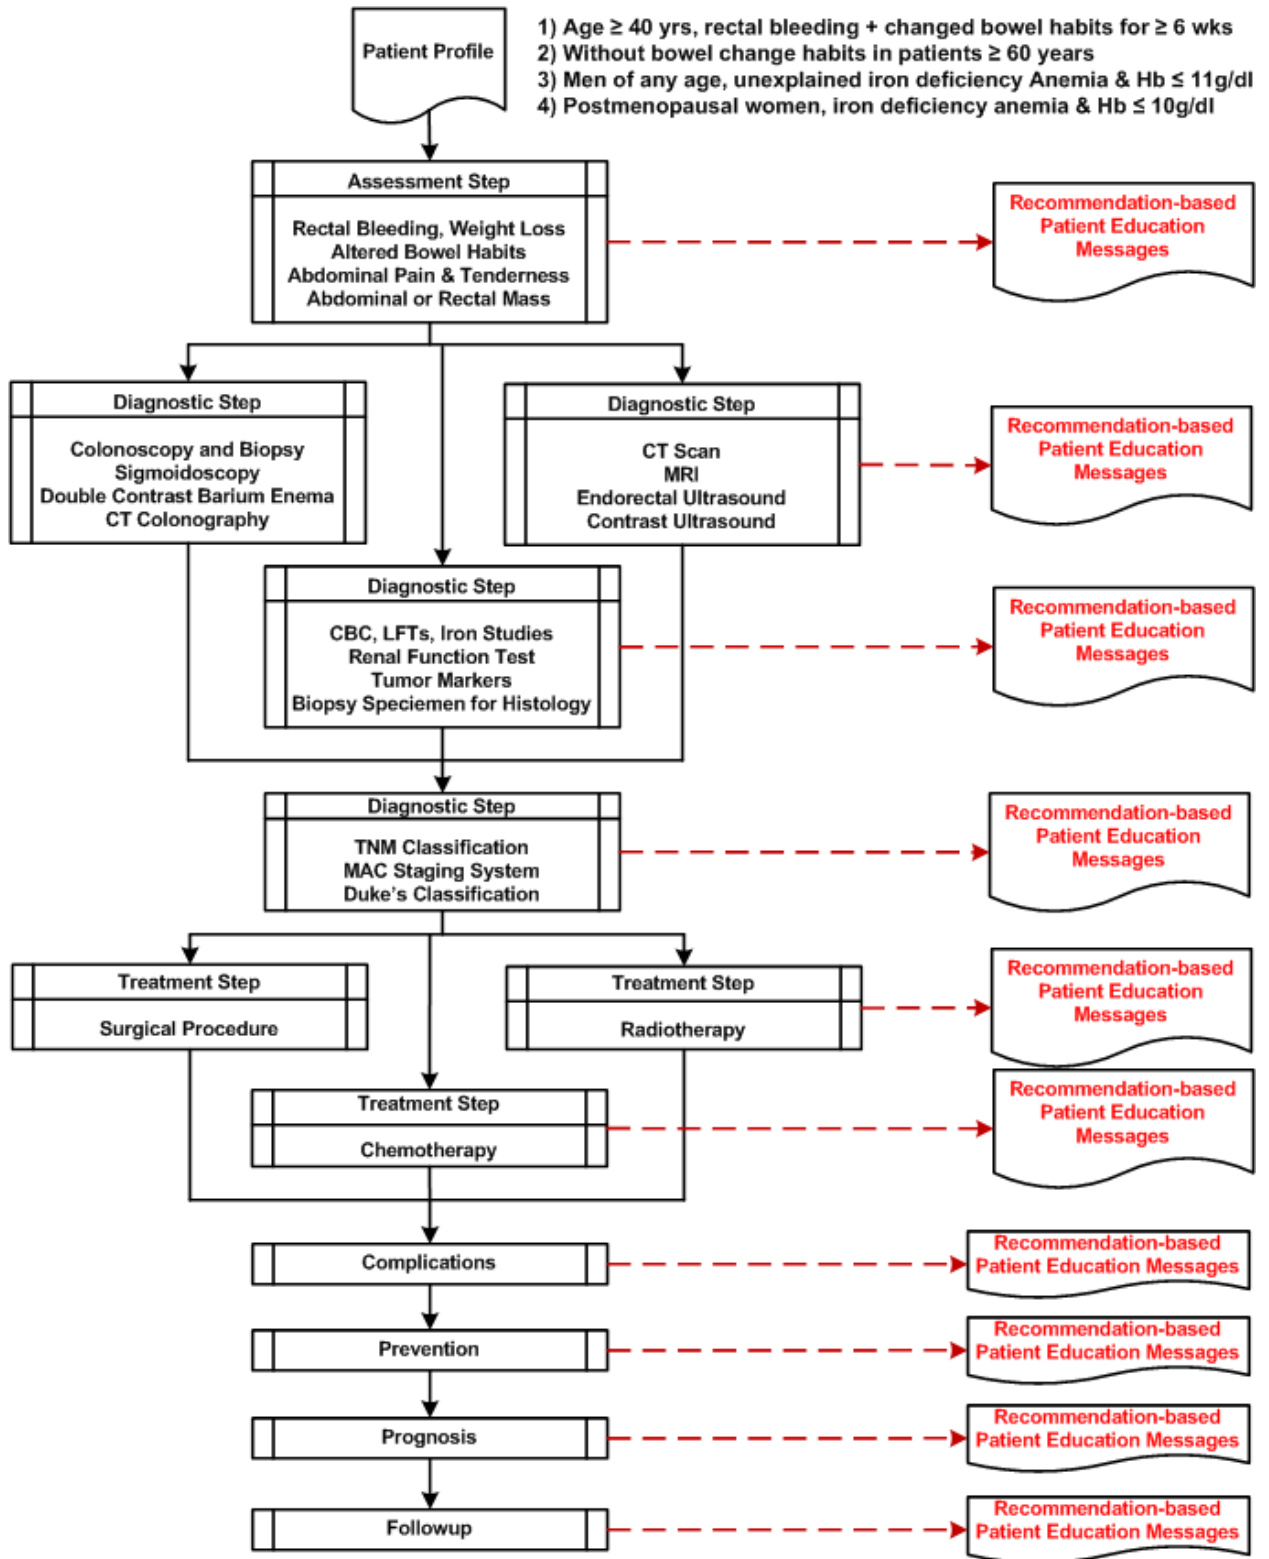 Patient Profile
1) Age ≥ 40 yrs, rectal bleeding + changed bowel habits for ≥ 6 wks
2) Without bowel change habits in patients ≥ 60 years
3) Men of any age, unexplained iron deficiency Anemia & Hb ≤ 11g/dl
4) Postmenopausal women, iron deficiency anemia & Hb ≤ 10g/dl
Assessment Step
Rectal Bleeding, Weight Loss
Altered Bowel Habits
Abdominal Pain & Tenderness
Abdominal or Rectal Mass
Recommendation-based
Patient Education
Messages
Diagnostic Step
Colonoscopy and Biopsy
Sigmoidoscopy
Double Contrast Barium Enema
CT Colonography
Diagnostic Step
CT Scan
MRI
Endorectal Ultrasound
Contrast Ultrasound
Recommendation-based
Patient Education
Messages
Diagnostic Step
CBC, LFTs, Iron Studies
Renal Function Test
Tumor Markers
Biopsy Speciemen for Histology
Recommendation-based
Patient Education
Messages
Diagnostic Step
TNM Classification
MAC Staging System
Duke's Classification
Recommendation-based
Patient Education
Messages
Treatment Step
Surgical Procedure
Treatment Step
Radiotherapy
Recommendation-based
Patient Education
Messages
Treatment Step
Chemotherapy
Recommendation-based
Patient Education
Messages
Complications
Recommendation-based
Patient Education Messages
Prevention
Recommendation-based
Patient Education Messages
Prognosis
Recommendation-based
Patient Education Messages
Followup
Recommendation-based
Patient Education Messages